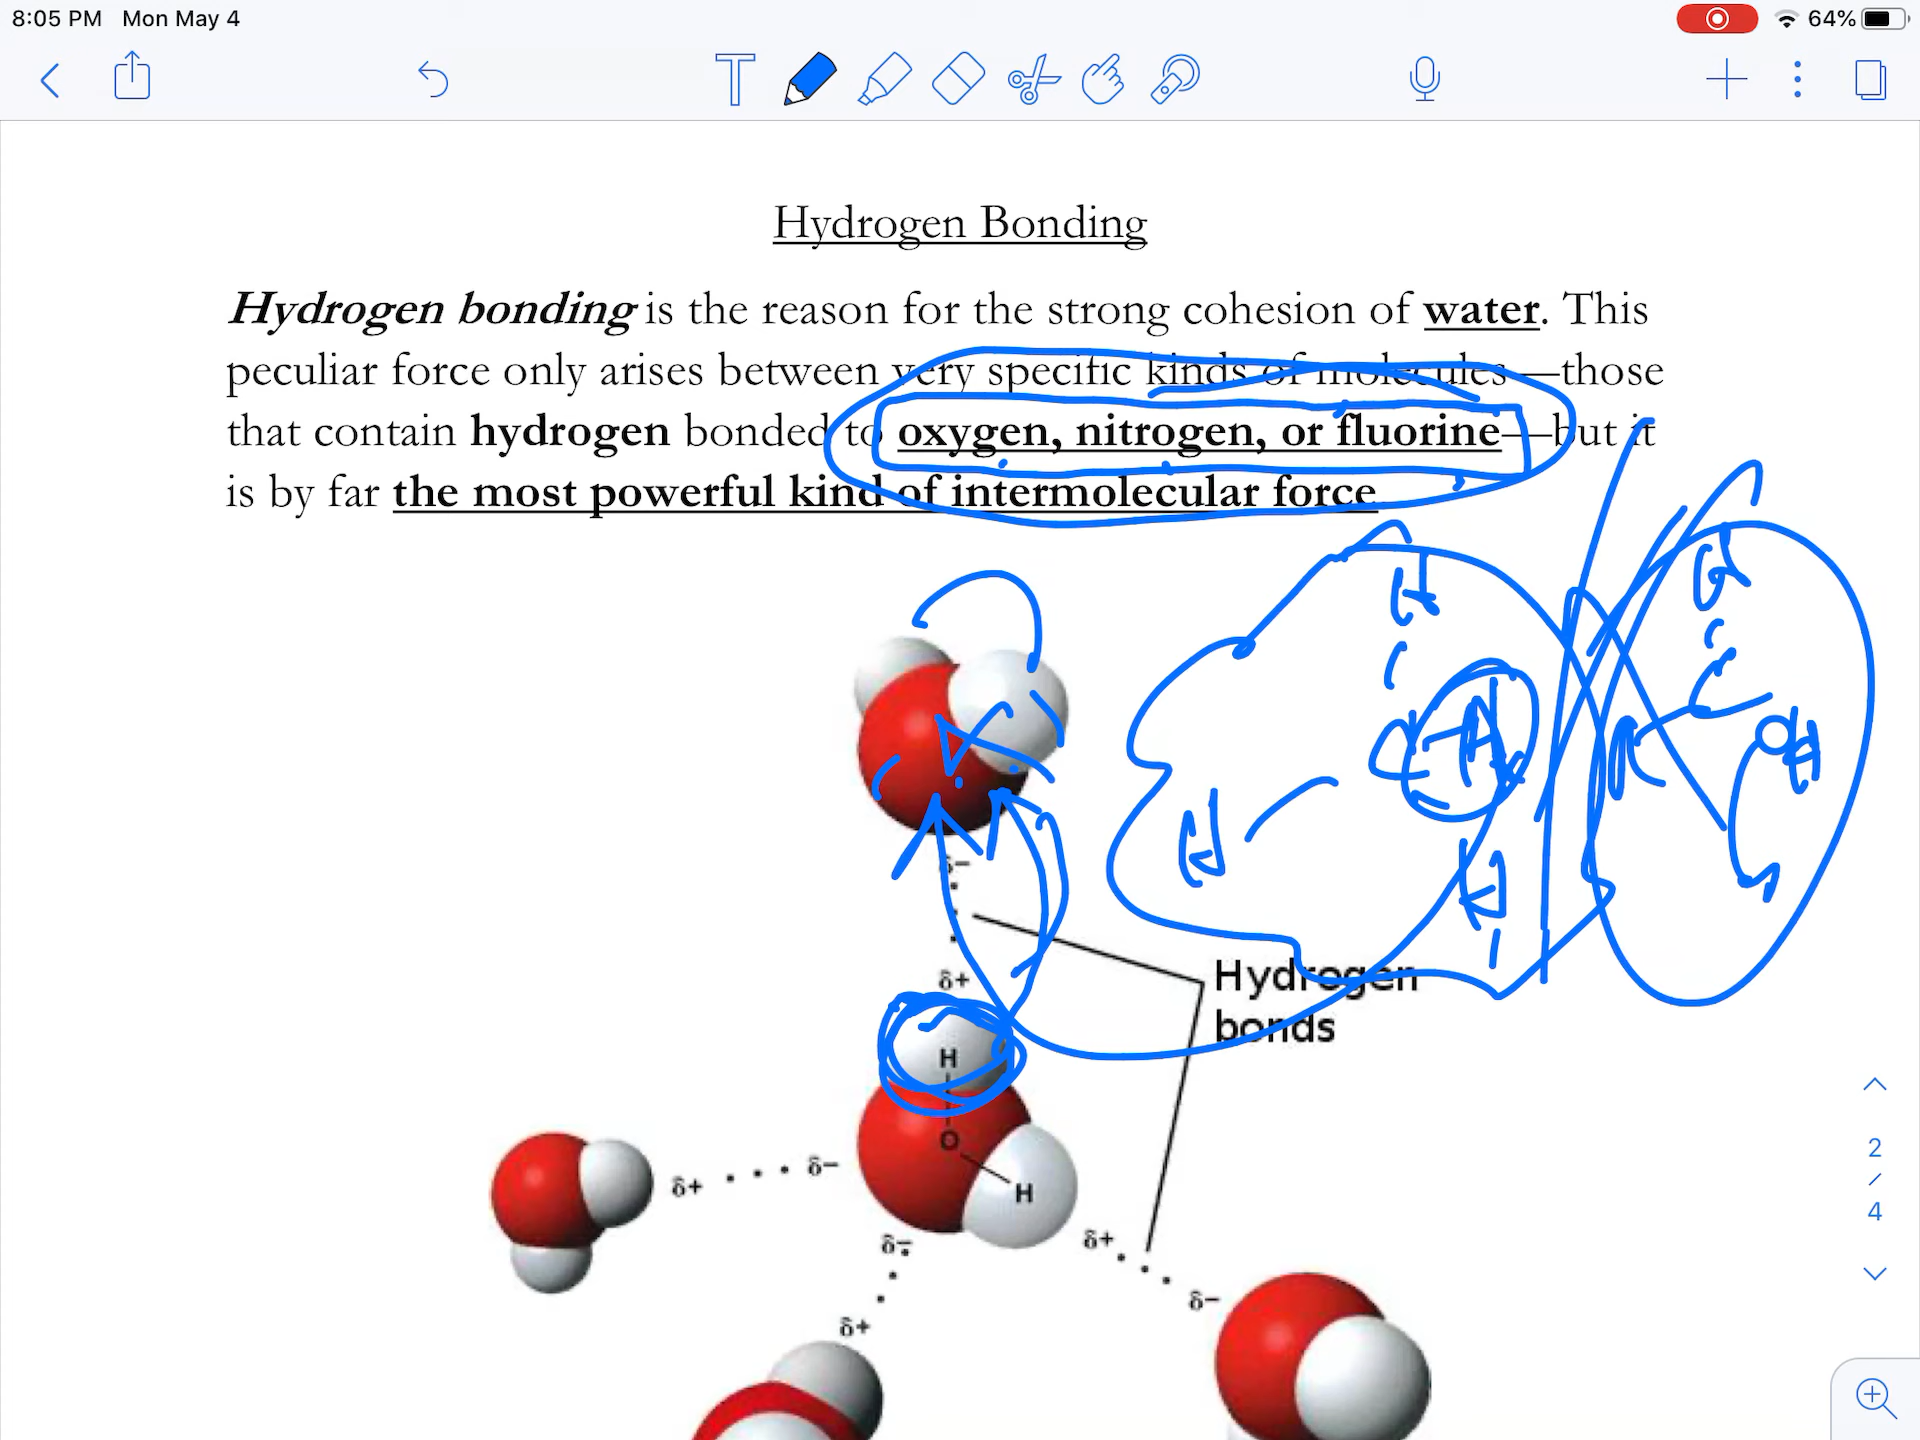 8:05 PM Mon May 4
64%
T
Hydrogen Bonding
Hydrogen bonding is the reason for the strong cohesion of water. This
peculiar force only arises between very specific kinds of molecules—those
that contain hydrogen bonded to oxygen, nitrogen, or fluorine—but it
is by far the most powerful kind of intermolecular force
OH
δ−
δ+
Hydrogen
bonds
H
O
H
δ+
δ−
δ−
δ+
δ+
δ−
2
/
4